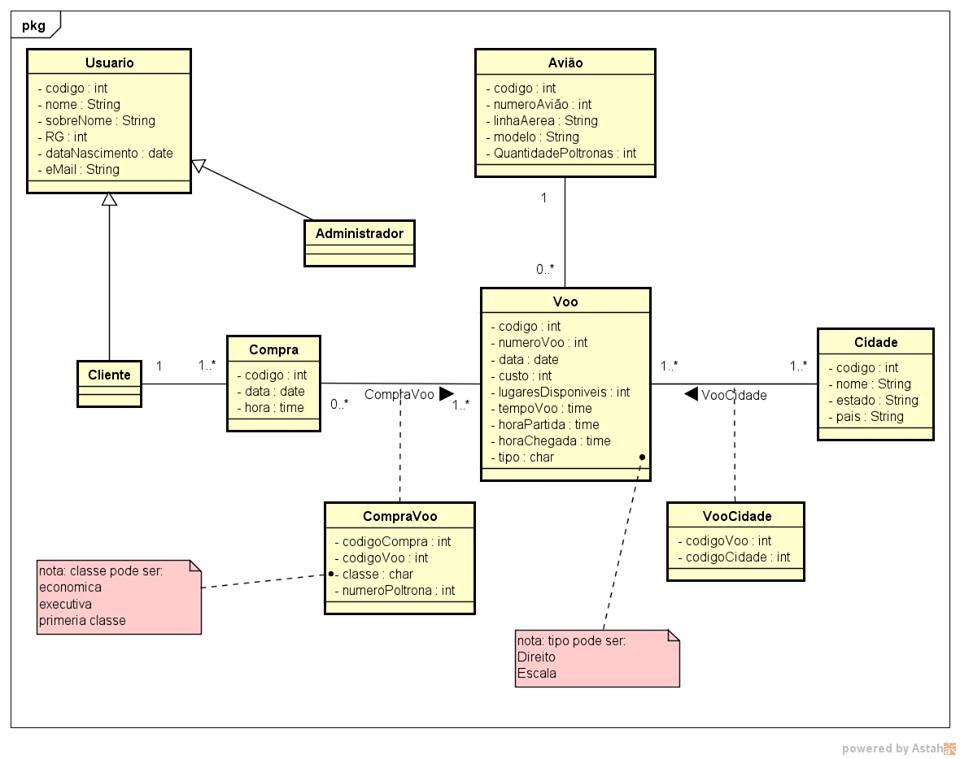 pkg
Usuario
- codigo : int
- nome : String
- sobreNome : String
- RG : int
- dataNascimento : date
- eMail : String
Avião
- codigo : int
- numeroAvião : int
- linhaAerea : String
- modelo : String
- QuantidadePoltronas : int
1
0..*
Administrador
Voo
- codigo : int
- numeroVoo : int
- data : date
- custo : int
- lugaresDisponiveis : int
- tempoVoo : time
- horaPartida : time
- horaChegada : time
- tipo : char
Cliente
1
1..*
Compra
- codigo : int
- data : date
- hora : time
0..*
CompraVoo
1..*
1..*
VooCidade
1..*
Cidade
- codigo : int
- nome : String
- estado : String
- pais : String
CompraVoo
- codigoCompra : int
- codigoVoo : int
- classe : char
- numeroPoltrona : int
VooCidade
- codigoVoo : int
- codigoCidade : int
nota: classe pode ser:
economica
executiva
primeria classe
nota: tipo pode ser:
Direito
Escala
powered by Astah